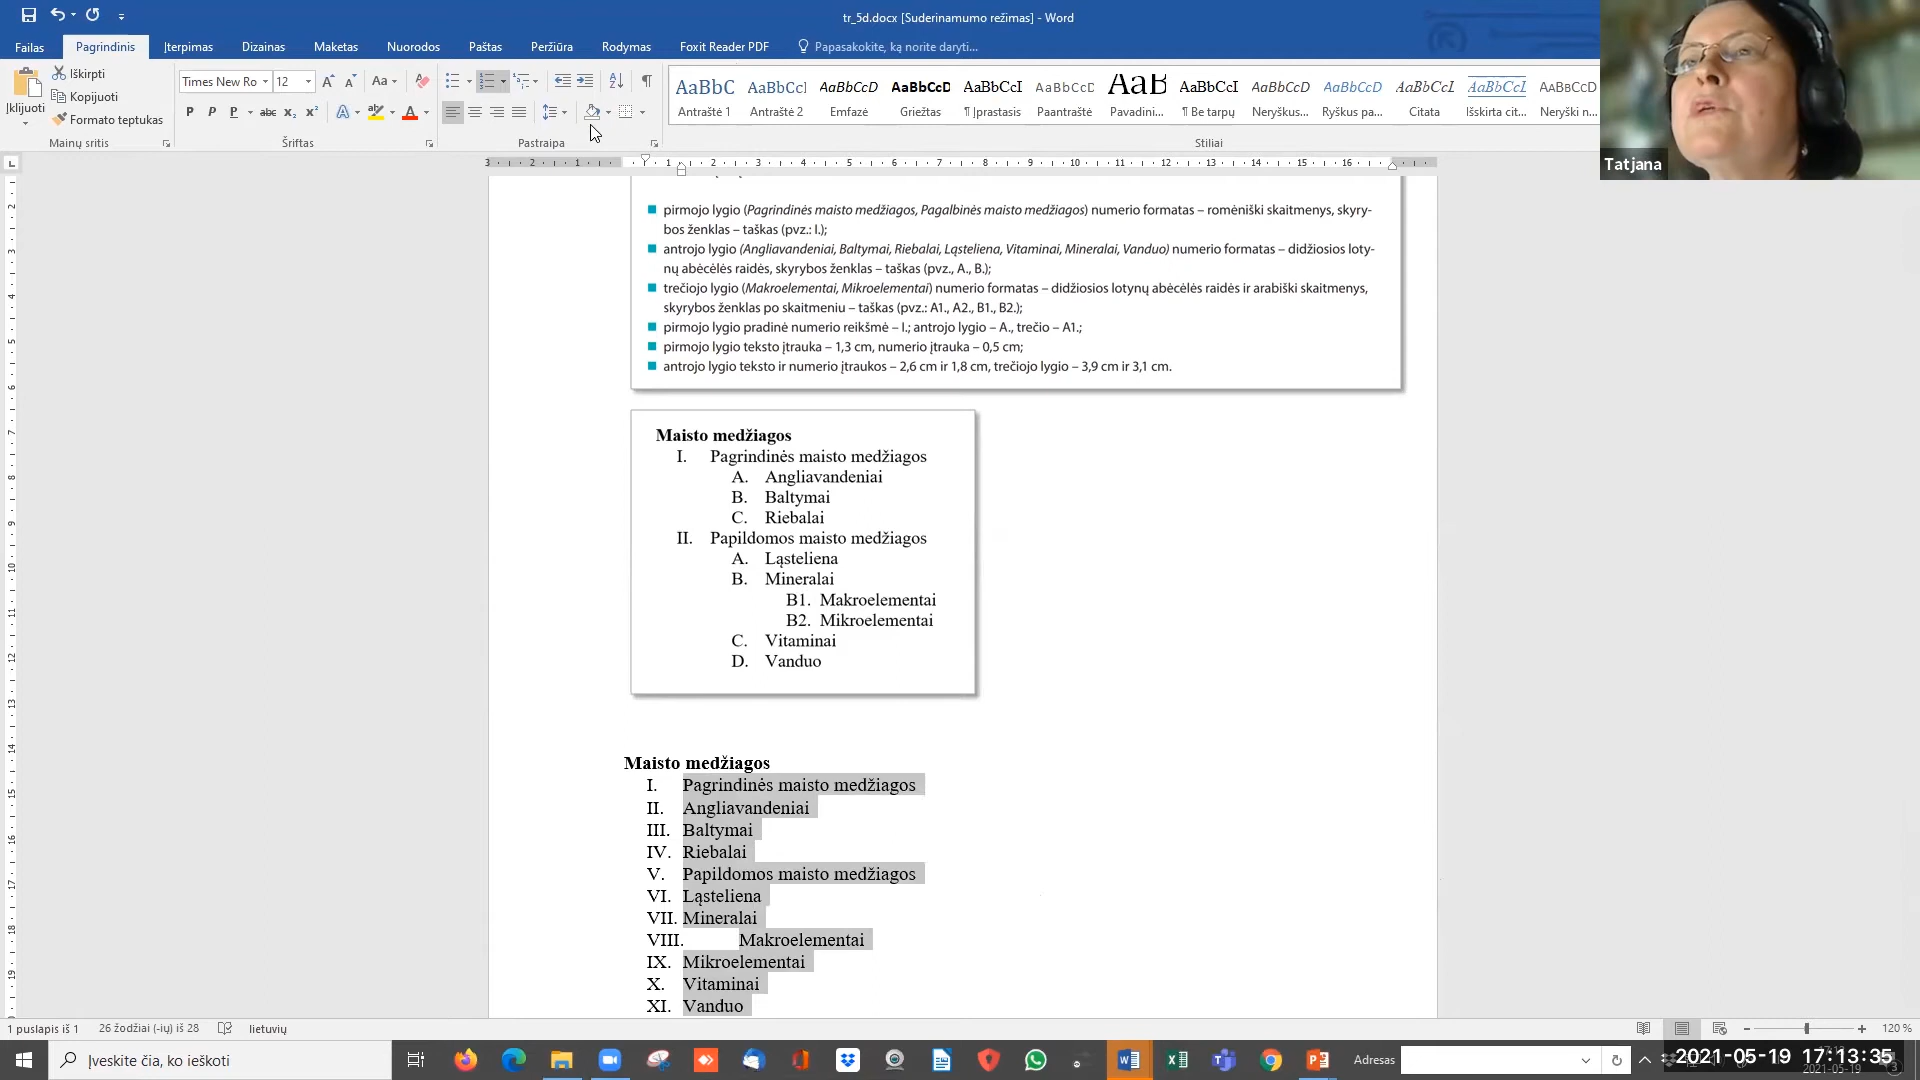 tr_5d.docx [Suderinamumo režimas] - Word
Failas
Pagrindinis
Įterpimas
Dizainas
Maketas
Nuorodos
Paštas
Peržiūra
Rodymas
Foxit Reader PDF
Papasakokite, ką norite daryti...
Įklijuoti
Iškirpti
Kopijuoti
Formato teptukas
Mainų sritis
Times New Ro
12
Šriftas
Pastraipa
AaBbC
AaBbCcI
AaBbCcD
AaBbCcD
AaBbCcI
AaBbCcC
AaB
AaBbCcI
AaBbCcD
AaBbCcD
AaBbCcI
AaBbCcI
AaBbCcD
Antraštė 1
Antraštė 2
Emfazė
Griežtas
¶ Įprastasis
Paantraštė
Pavadini...
¶ Be tarpų
Neryškus...
Ryškus pa...
Citata
Išskirta cit...
Neryški n...
Stiliai
Tatjana
pirmojo lygio (Pagrindinės maisto medžiagos, Pagalbinės maisto medžiagos) numerio formatas – romėniški skaitmenys, skyry-
bos ženklas – taškas (pvz.: I.);
antrojo lygio (Angliavandeniai, Baltymai, Riebalai, Ląsteliena, Vitaminai, Mineralai, Vanduo) numerio formatas – didžiosios loty-
nų abėcėlės raidės, skyrybos ženklas – taškas (pvz., A., B.);
trečiojo lygio (Makroelementai, Mikroelementai) numerio formatas – didžiosios lotynų abėcėlės raidės ir arabiški skaitmenys,
skyrybos ženklas po skaitmeniu – taškas (pvz.: A1., A2., B1., B2.);
pirmojo lygio pradinė numerio reikšmė – I.; antrojo lygio – A., trečio – A1.;
pirmojo lygio teksto įtrauka – 1,3 cm, numerio įtrauka – 0,5 cm;
antrojo lygio teksto ir numerio įtraukos – 2,6 cm ir 1,8 cm, trečiojo lygio – 3,9 cm ir 3,1 cm.
Maisto medžiagos
I. Pagrindinės maisto medžiagos
A. Angliavandeniai
B. Baltymai
C. Riebalai
II. Papildomos maisto medžiagos
A. Ląsteliena
B. Mineralai
B1. Makroelementai
B2. Mikroelementai
C. Vitaminai
D. Vanduo
Maisto medžiagos
I. Pagrindinės maisto medžiagos
II. Angliavandeniai
III. Baltymai
IV. Riebalai
V. Papildomos maisto medžiagos
VI. Ląsteliena
VII. Mineralai
VIII. Makroelementai
IX. Mikroelementai
X. Vitaminai
XI. Vanduo
1 puslapis iš 1
26 žodžiai (-ių) iš 28
lietuvių
120 %
Įveskite čia, ko ieškoti
Adresas
2021-05-19 17:13:35
2021-05-19